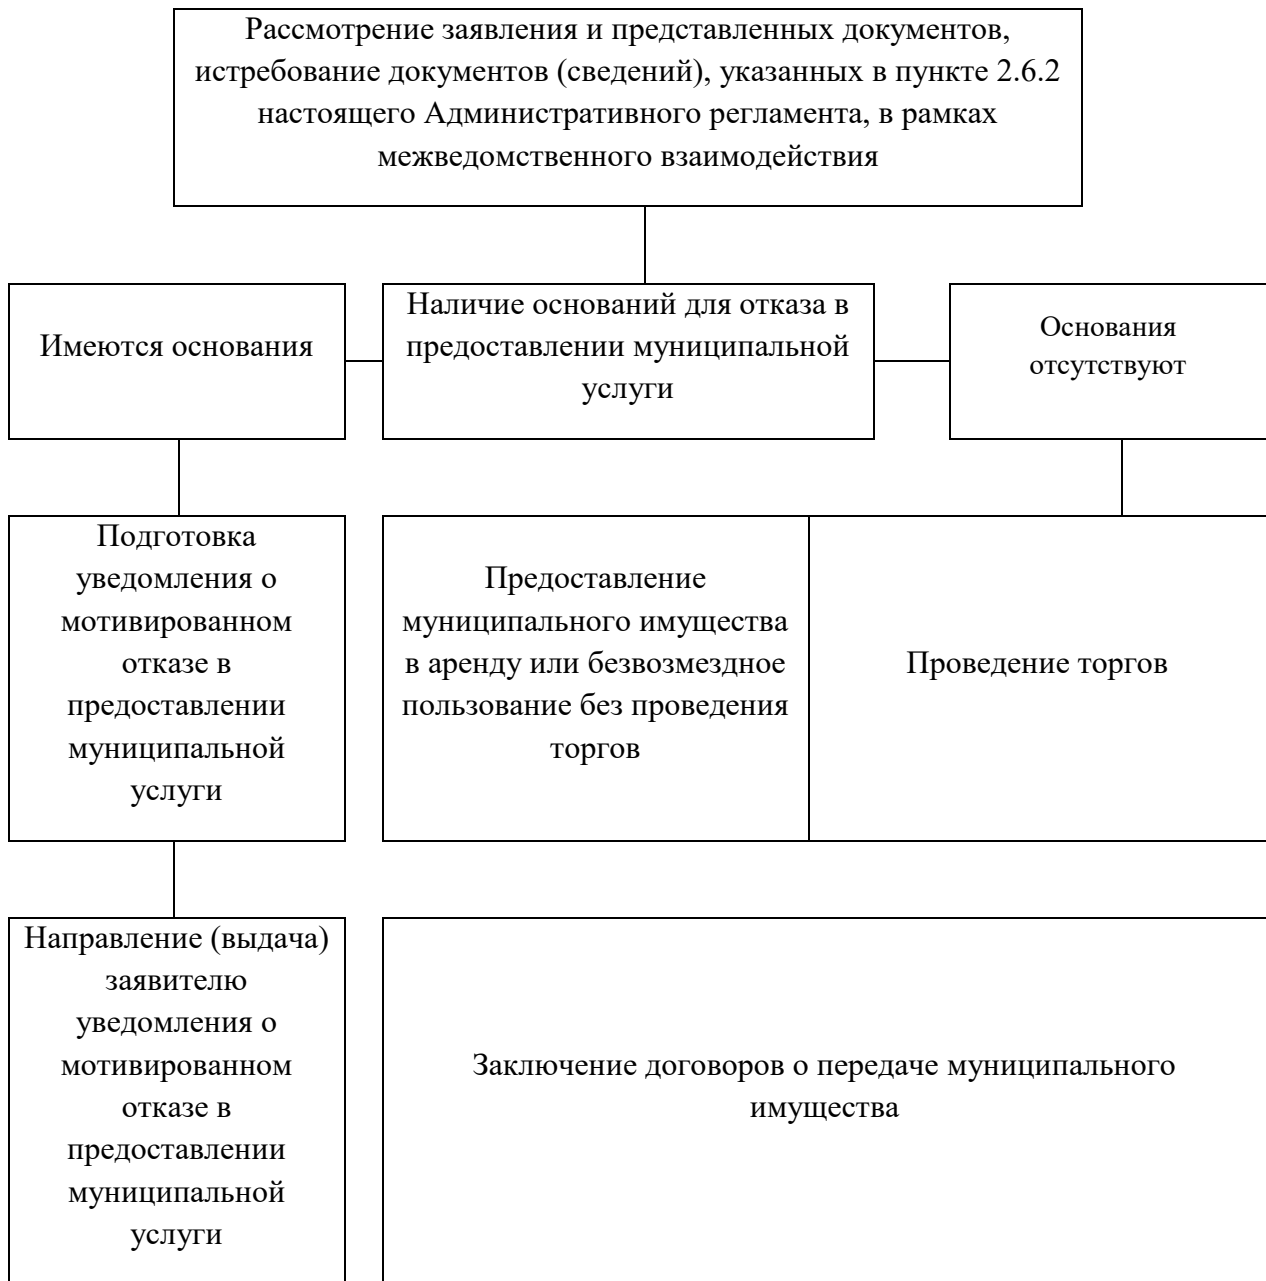 Рассмотрение заявления и представленных документов,
истребование документов (сведений), указанных в пункте 2.6.2
настоящего Административного регламента, в рамках
межведомственного взаимодействия
Имеются основания
Наличие оснований для отказа в
предоставлении муниципальной
услуги
Основания
отсутствуют
Подготовка
уведомления о
мотивированном
отказе в
предоставлении
муниципальной
услуги
Предоставление
муниципального имущества
в аренду или безвозмездное
пользование без проведения
торгов
Проведение торгов
Направление (выдача)
заявителю
уведомления о
мотивированном
отказе в
предоставлении
муниципальной
услуги
Заключение договоров о передаче муниципального
имущества